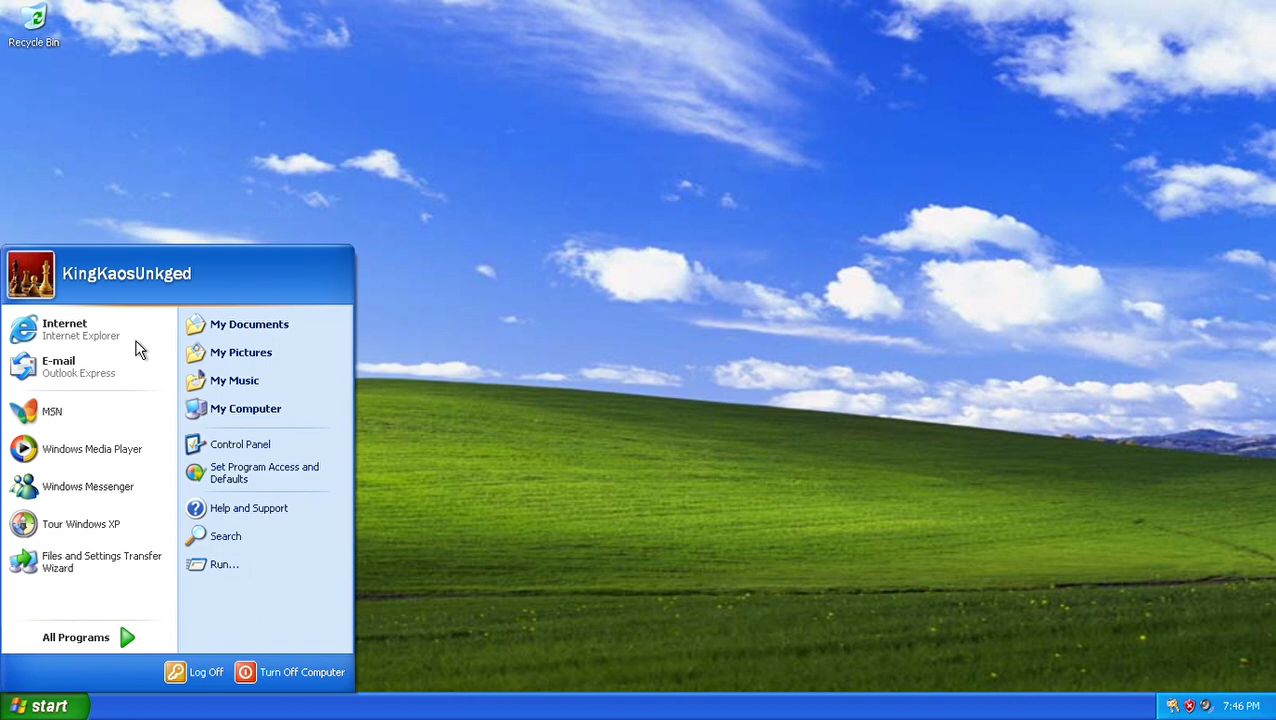 Recycle Bin
KingKaosUnkged
Internet
Internet Explorer
E-mail
Outlook Express
MSN
Windows Media Player
Windows Messenger
Tour Windows XP
Files and Settings Transfer
Wizard
All Programs
My Documents
My Pictures
My Music
My Computer
Control Panel
Set Program Access and
Defaults
Help and Support
Search
Run...
Log Off
Turn Off Computer
start
7:46 PM